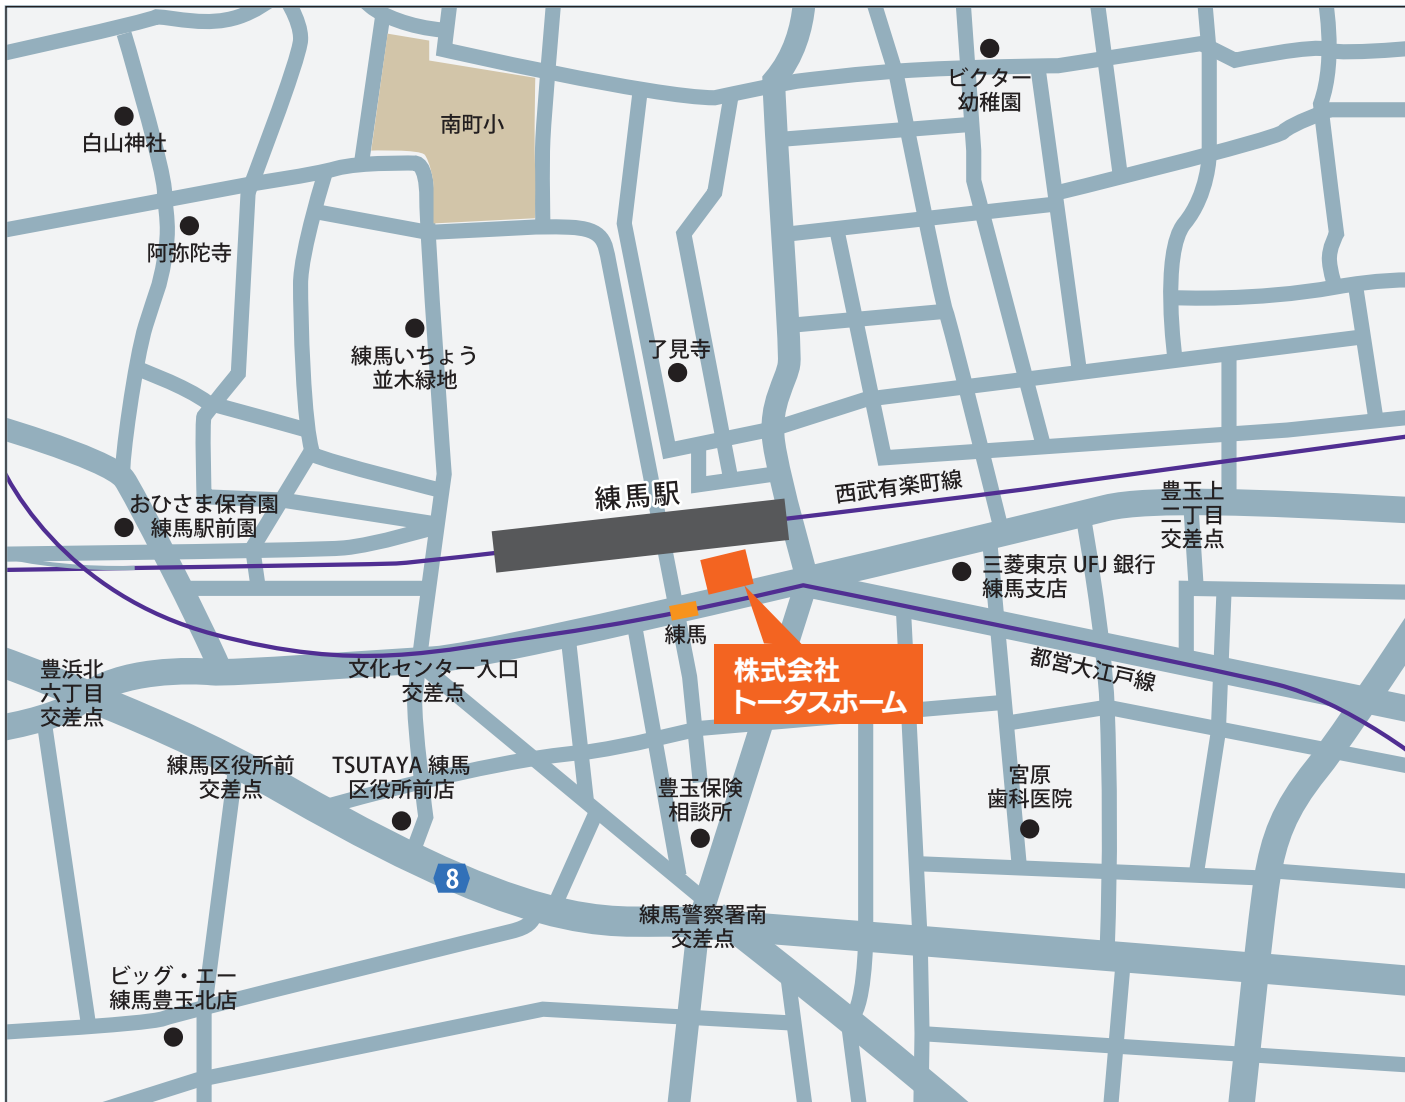 ビクター
幼稚園
南町小
白山神社
阿弥陀寺
練馬いちょう
並木緑地
了見寺
練馬駅
西武有楽町線
豊玉上
二丁目
交差点
おひさま保育園
練馬駅前園
三菱東京 UFJ 銀行
練馬支店
練馬
株式会社
トータスホーム
都営大江戸線
豊浜北
六丁目
交差点
文化センター入口
交差点
練馬区役所前
交差点
TSUTAYA 練馬
区役所前店
豊玉保険
相談所
宮原
歯科医院
8
練馬警察署南
交差点
ビッグ・エー
練馬豊玉北店